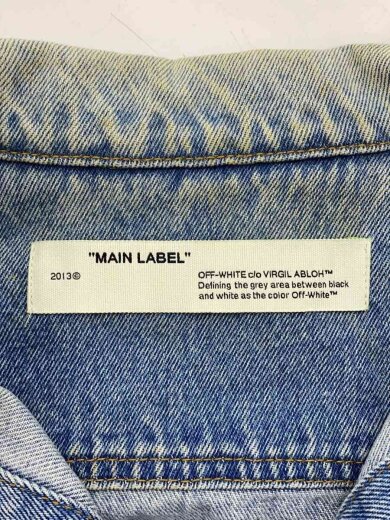 "MAIN LABEL"
2013©
OFF-WHITE c/o VIRGIL ABLOH™
Defining the grey area between black
and white as the color Off-White™